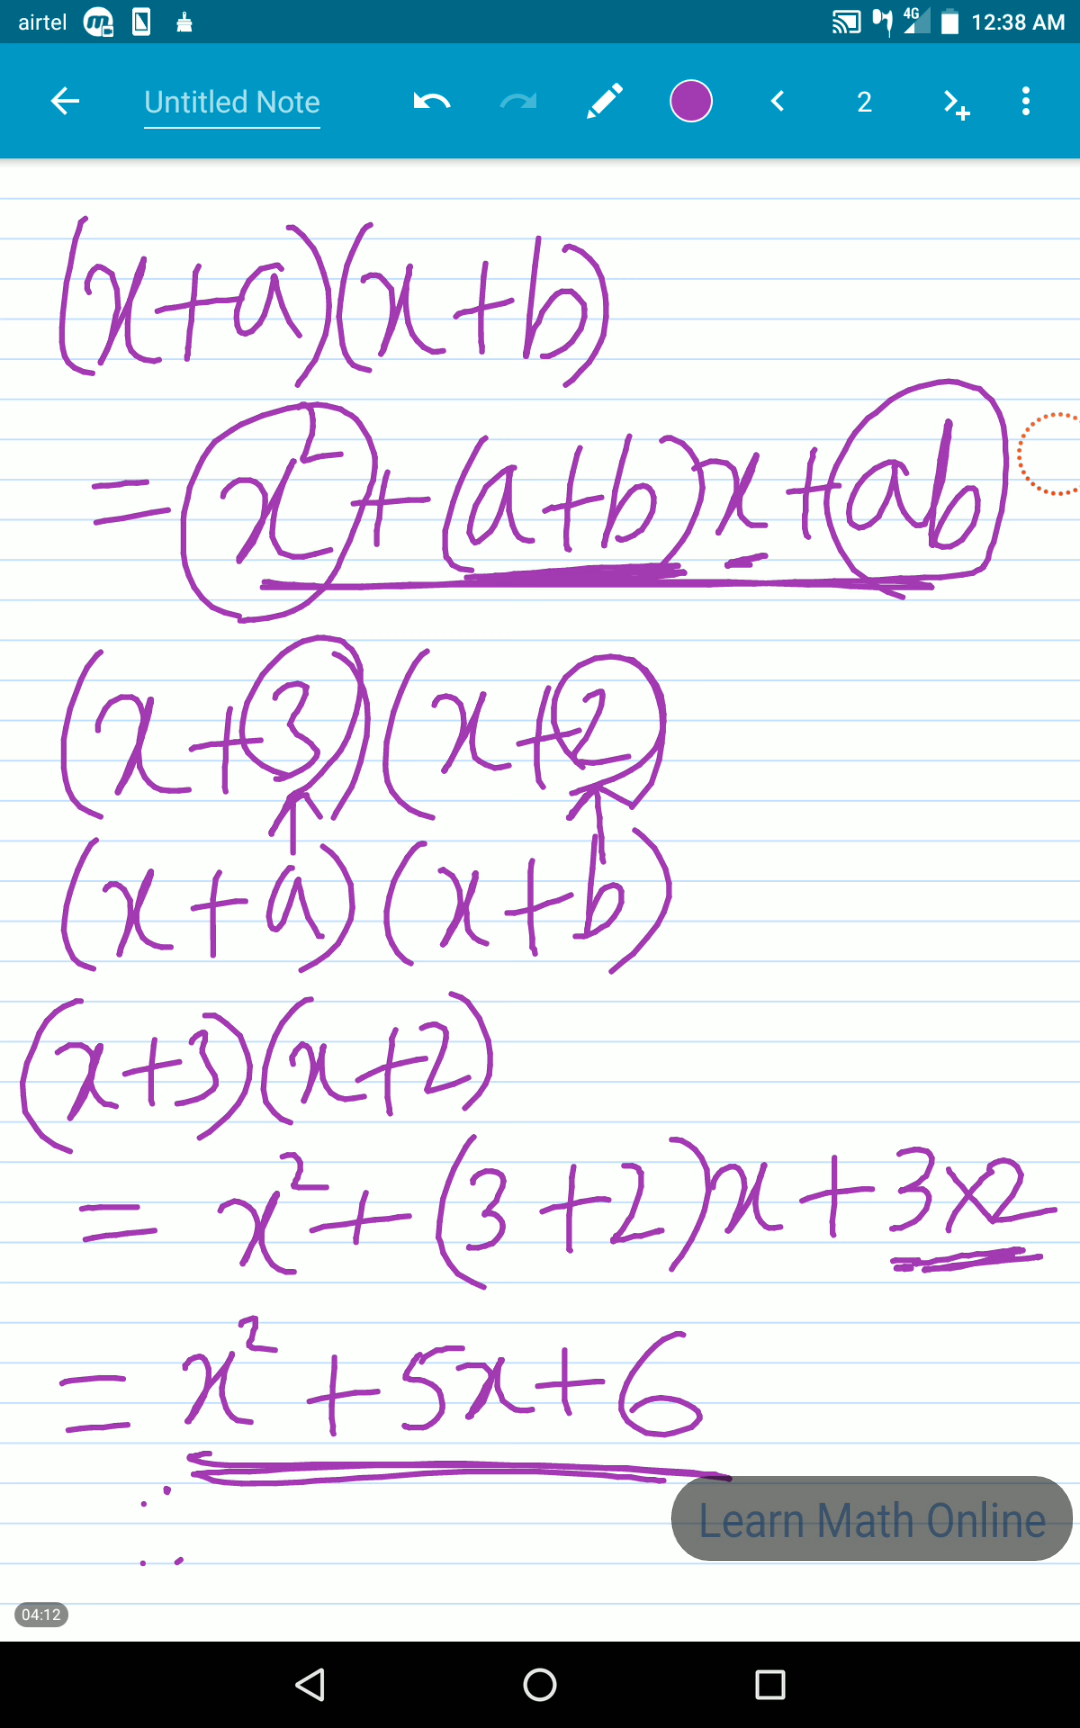 airtel 4G 12:38 AM
Untitled Note 2
(x+a)(x+b)
= x²+(a+b)x+ab
(x+3)(x+2)
(x+a)(x+b)
(x+3)(x+2)
= x²+(3+2)x+3×2
= x²+5x+6
Learn Math Online
04:12